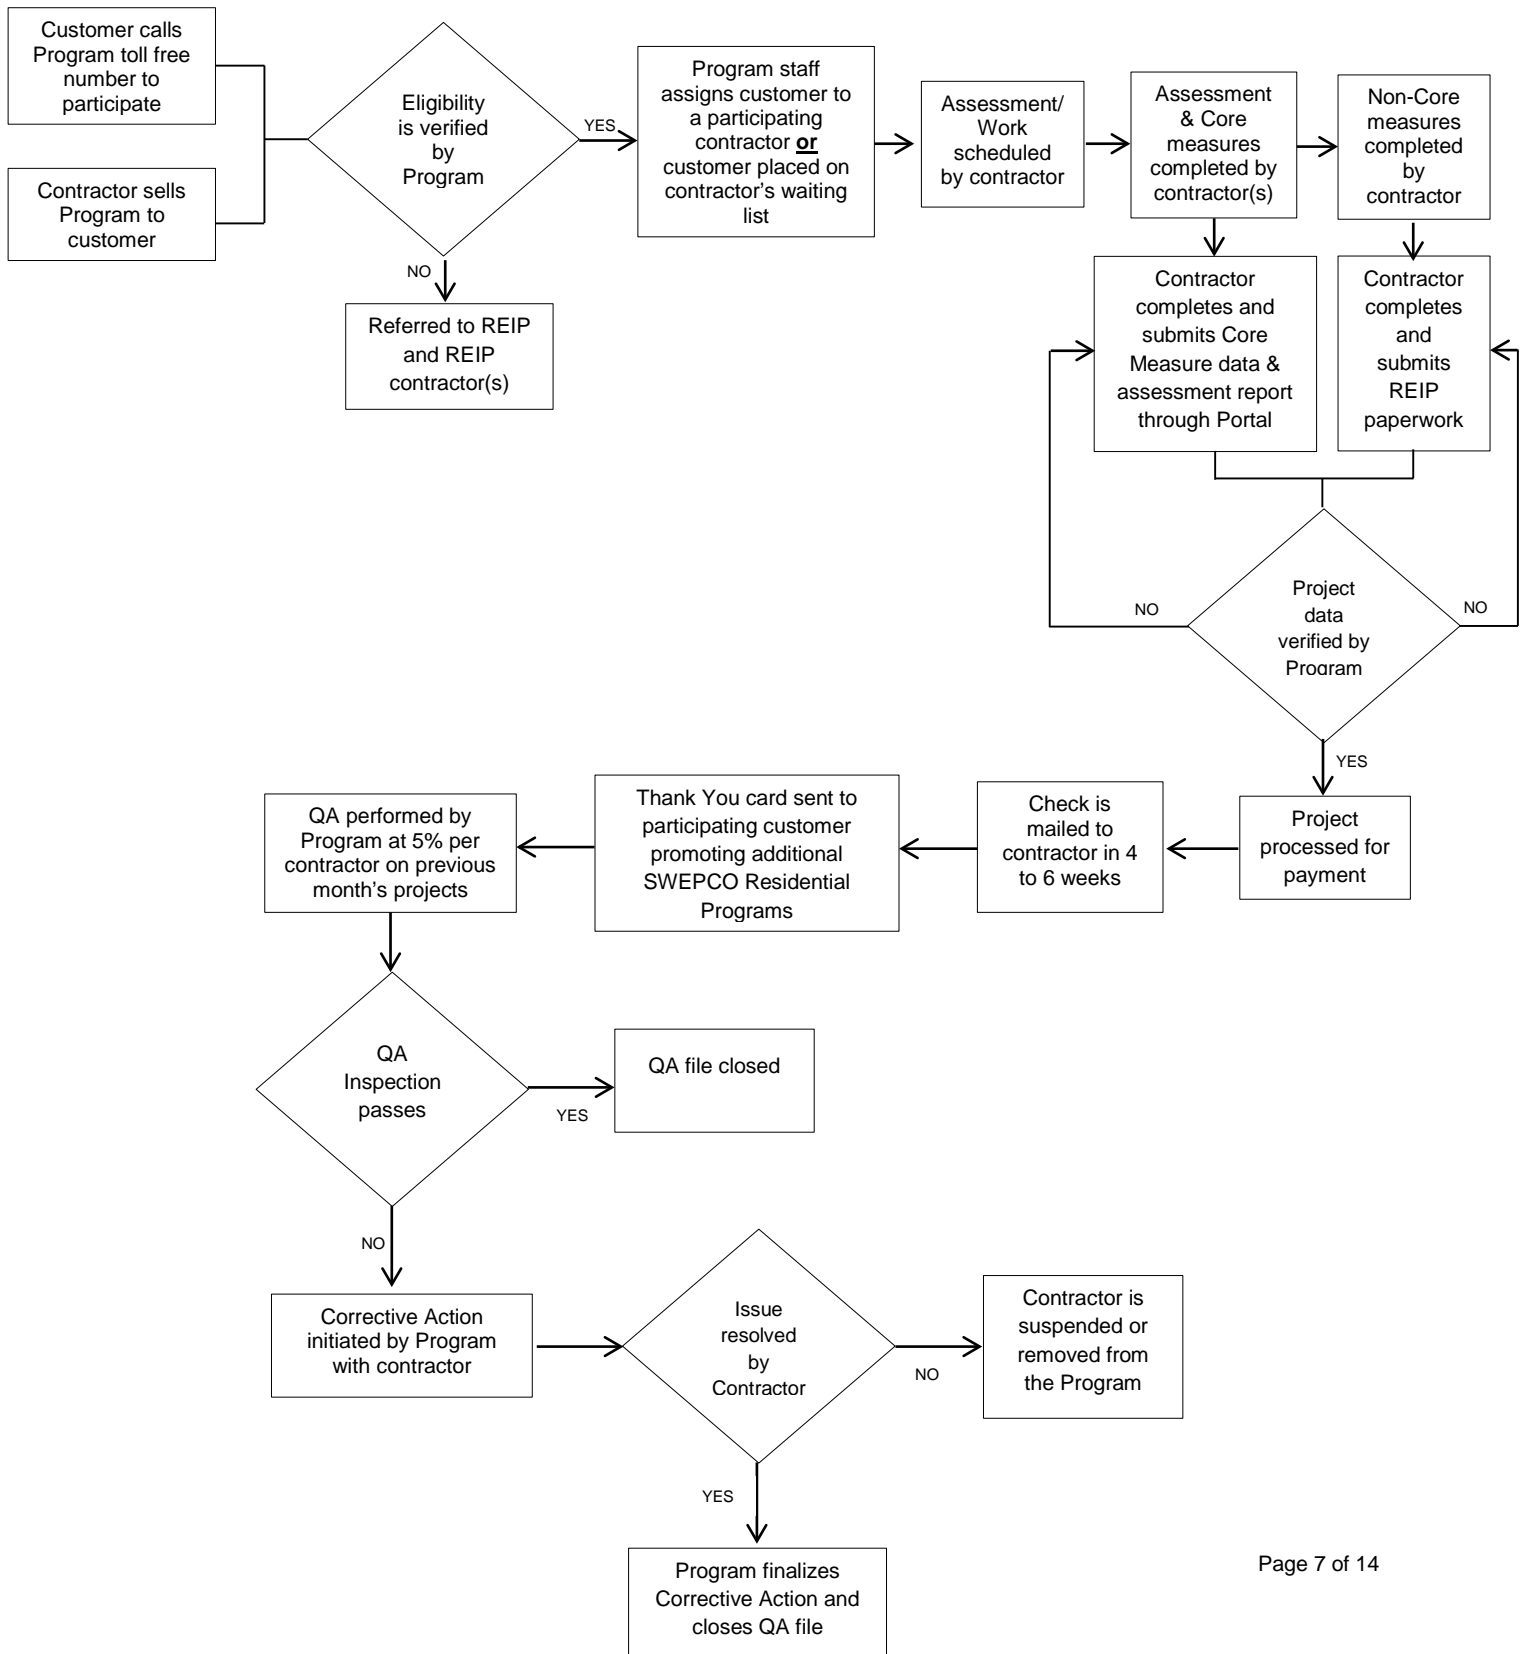 Customer calls
Program toll free
number to
participate
Contractor sells
Program to
customer
Eligibility
is verified
by
Program
YES
NO
Referred to REIP
and REIP
contractor(s)
Program staff
assigns customer to
a participating
contractor or
customer placed on
contractor's waiting
list
Assessment/
Work
scheduled
by contractor
Assessment
& Core
measures
completed by
contractor(s)
Non-Core
measures
completed
by
contractor
Contractor
completes and
submits Core
Measure data &
assessment report
through Portal
Contractor
completes
and
submits
REIP
paperwork
NO
Project
data
verified by
Program
NO
YES
Project
processed for
payment
Check is
mailed to
contractor in 4
to 6 weeks
Thank You card sent to
participating customer
promoting additional
SWEPCO Residential
Programs
QA performed by
Program at 5% per
contractor on previous
month's projects
QA
Inspection
passes
YES
QA file closed
NO
Corrective Action
initiated by Program
with contractor
Issue
resolved
by
Contractor
NO
Contractor is
suspended or
removed from
the Program
YES
Program finalizes
Corrective Action and
closes QA file
Page 7 of 14